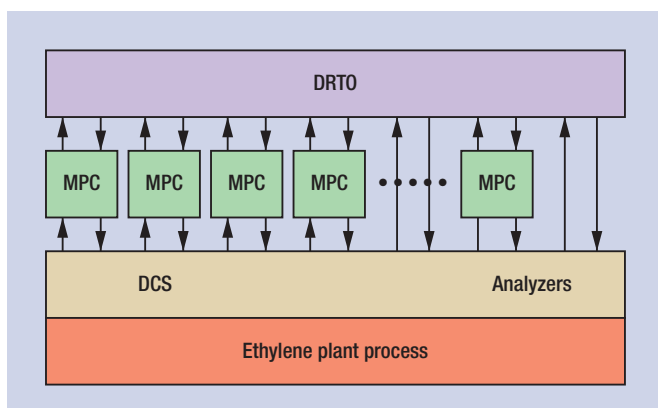 DRTO
MPC MPC MPC MPC MPC
DCS Analyzers
Ethylene plant process